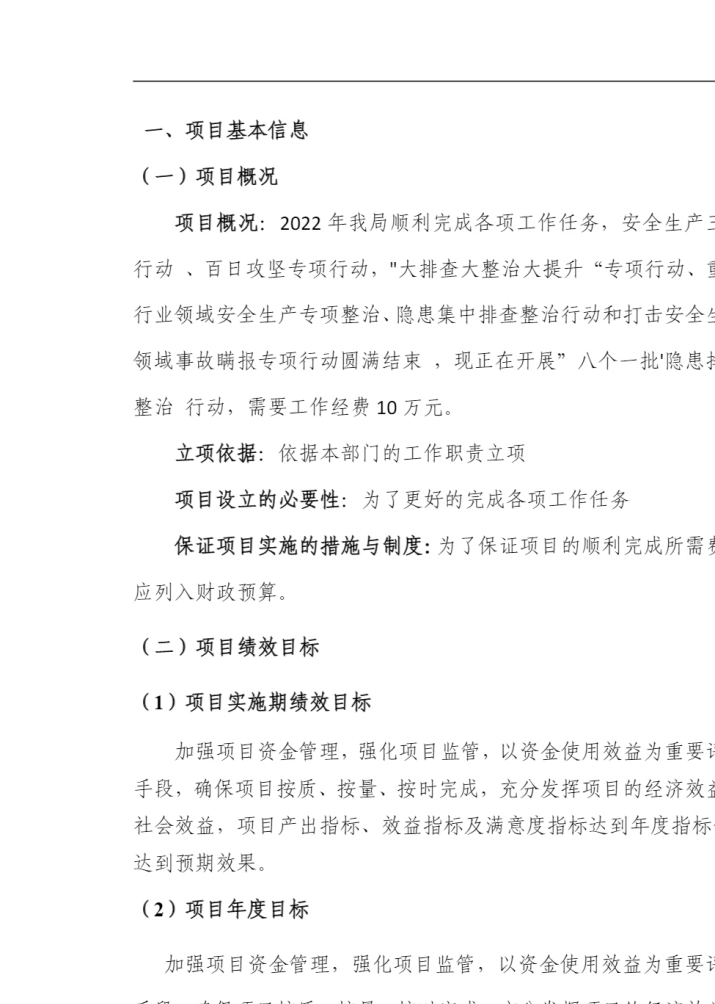 一、项目基本信息
（一）项目概况
项目概况：2022 年我局顺利完成各项工作任务，安全生产三
行动 、百日攻坚专项行动，"大排查大整治大提升“专项行动、重
行业领域安全生产专项整治、隐患集中排查整治行动和打击安全生
领域事故瞒报专项行动圆满结束 ，现正在开展”八个一批'隐患排
整治 行动，需要工作经费 10 万元。
立项依据：依据本部门的工作职责立项
项目设立的必要性：为了更好的完成各项工作任务
保证项目实施的措施与制度：为了保证项目的顺利完成所需费
应列入财政预算。
（二）项目绩效目标
（1）项目实施期绩效目标
加强项目资金管理，强化项目监管，以资金使用效益为重要评
手段，确保项目按质、按量、按时完成，充分发挥项目的经济效益
社会效益，项目产出指标、效益指标及满意度指标达到年度指标
达到预期效果。
（2）项目年度目标
加强项目资金管理，强化项目监管，以资金使用效益为重要评